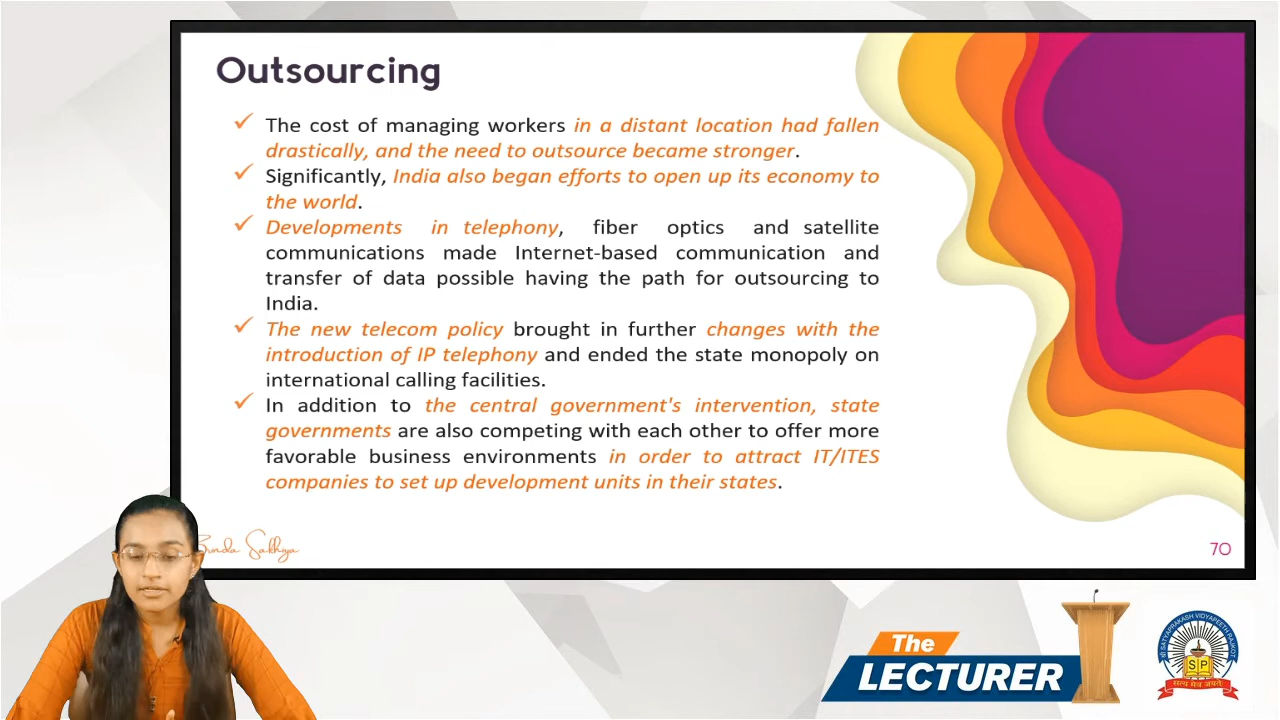 Outsourcing
The cost of managing workers in a distant location had fallen
drastically, and the need to outsource became stronger.
Significantly, India also began efforts to open up its economy to
the world.
Developments in telephony, fiber optics and satellite
communications made Internet-based communication and
transfer of data possible having the path for outsourcing to
India.
The new telecom policy brought in further changes with the
introduction of IP telephony and ended the state monopoly on
international calling facilities.
In addition to the central government's intervention, state
governments are also competing with each other to offer more
favorable business environments in order to attract IT/ITES
companies to set up development units in their states.
Sakhiya
70
The
LECTURER
SATYAPRAKASH VIDYAPEETH RAJKOT
S P
सत्य मेव जयते